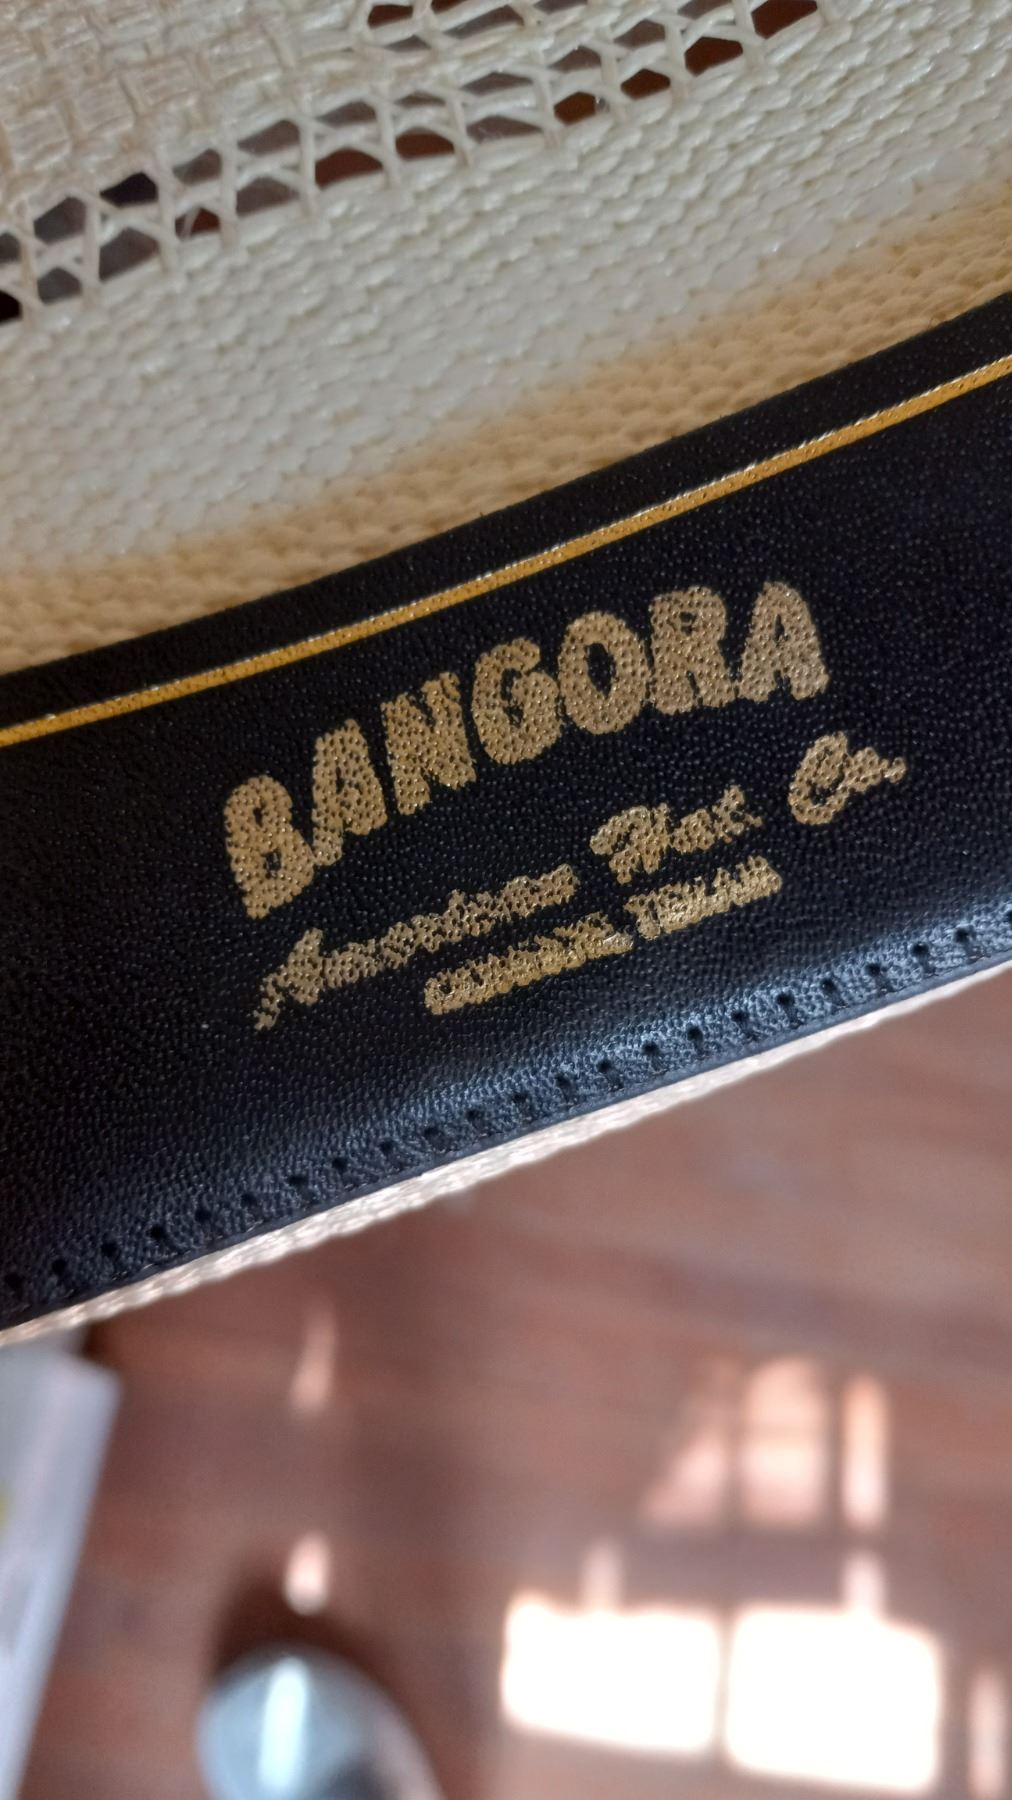 BANGORA
American Hat Co.
TEXAS